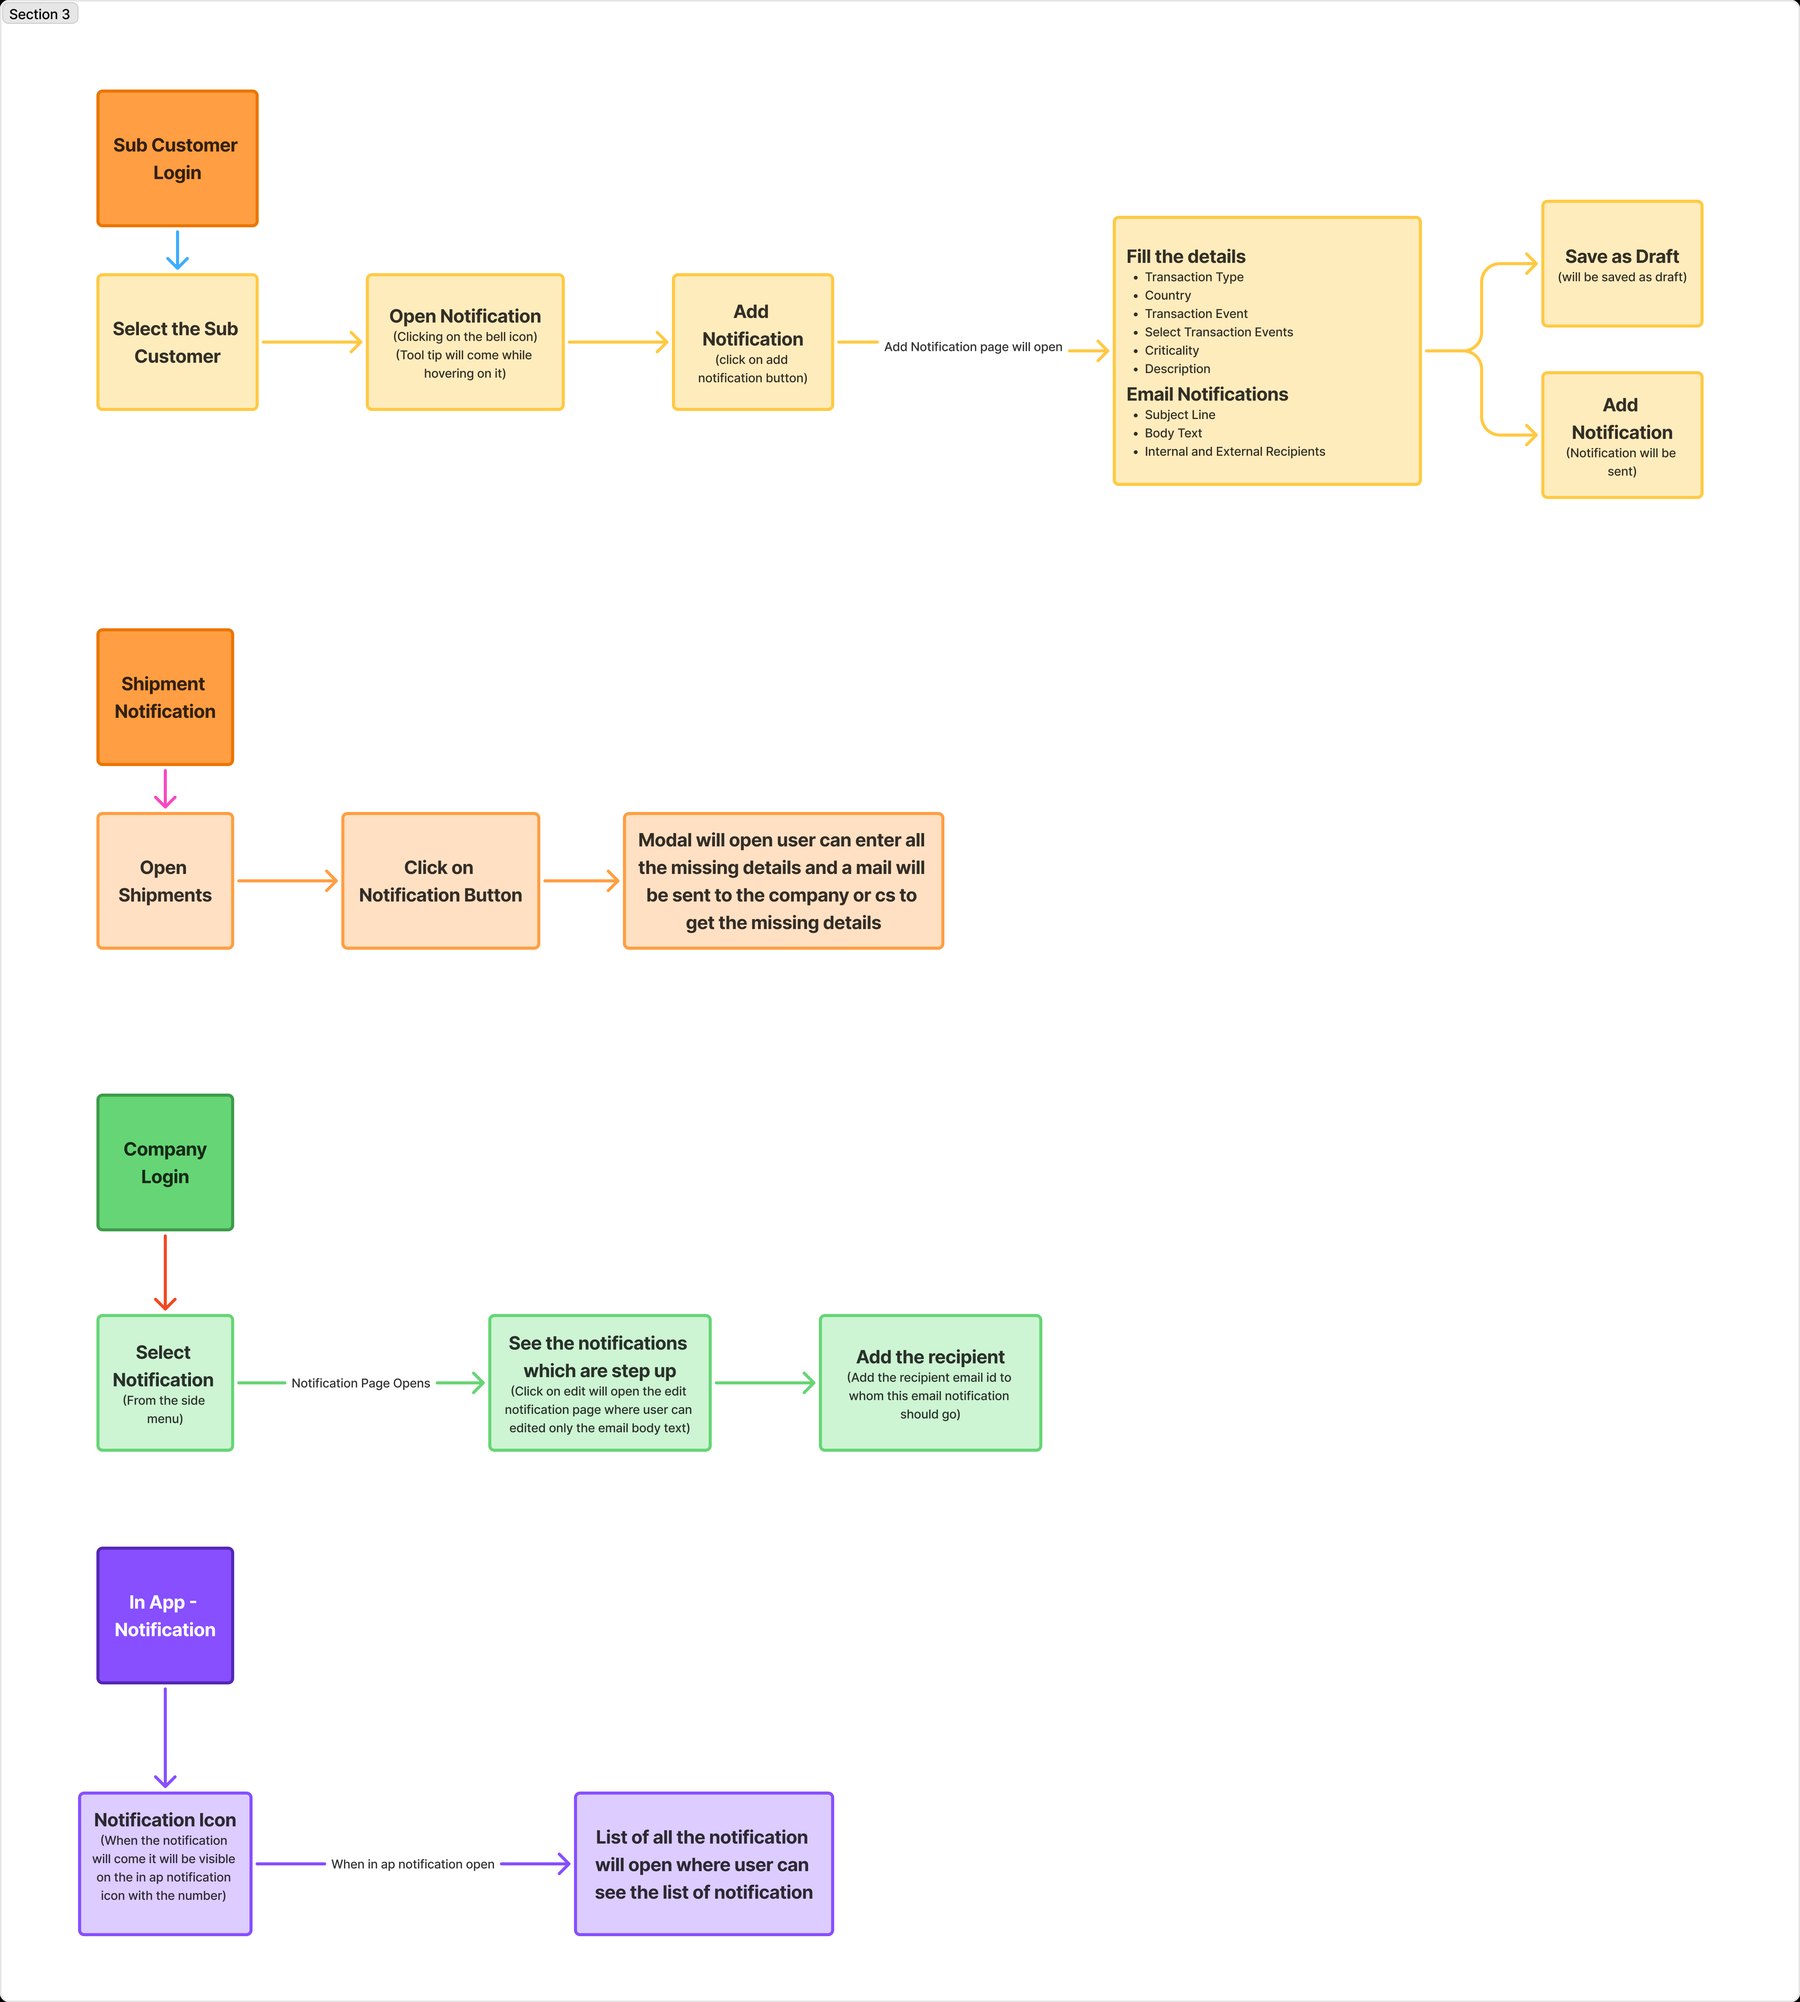 Section 3
Sub Customer
Login
Select the Sub
Customer
Open Notification
(Clicking on the bell icon)
(Tool tip will come while
hovering on it)
Add
Notification
(click on add
notification button)
Add Notification page will open
Fill the details
• Transaction Type
• Country
• Transaction Event
• Select Transaction Events
• Criticality
• Description
Email Notifications
• Subject Line
• Body Text
• Internal and External Recipients
Save as Draft
(will be saved as draft)
Add
Notification
(Notification will be
sent)
Shipment
Notification
Open
Shipments
Click on
Notification Button
Modal will open user can enter all
the missing details and a mail will
be sent to the company or cs to
get the missing details
Company
Login
Select
Notification
(From the side
menu)
Notification Page Opens
See the notifications
which are step up
(Click on edit will open the edit
notification page where user can
edited only the email body text)
Add the recipient
(Add the recipient email id to
whom this email notification
should go)
In App -
Notification
Notification Icon
(When the notification
will come it will be visible
on the in ap notification
icon with the number)
When in ap notification open
List of all the notification
will open where user can
see the list of notification